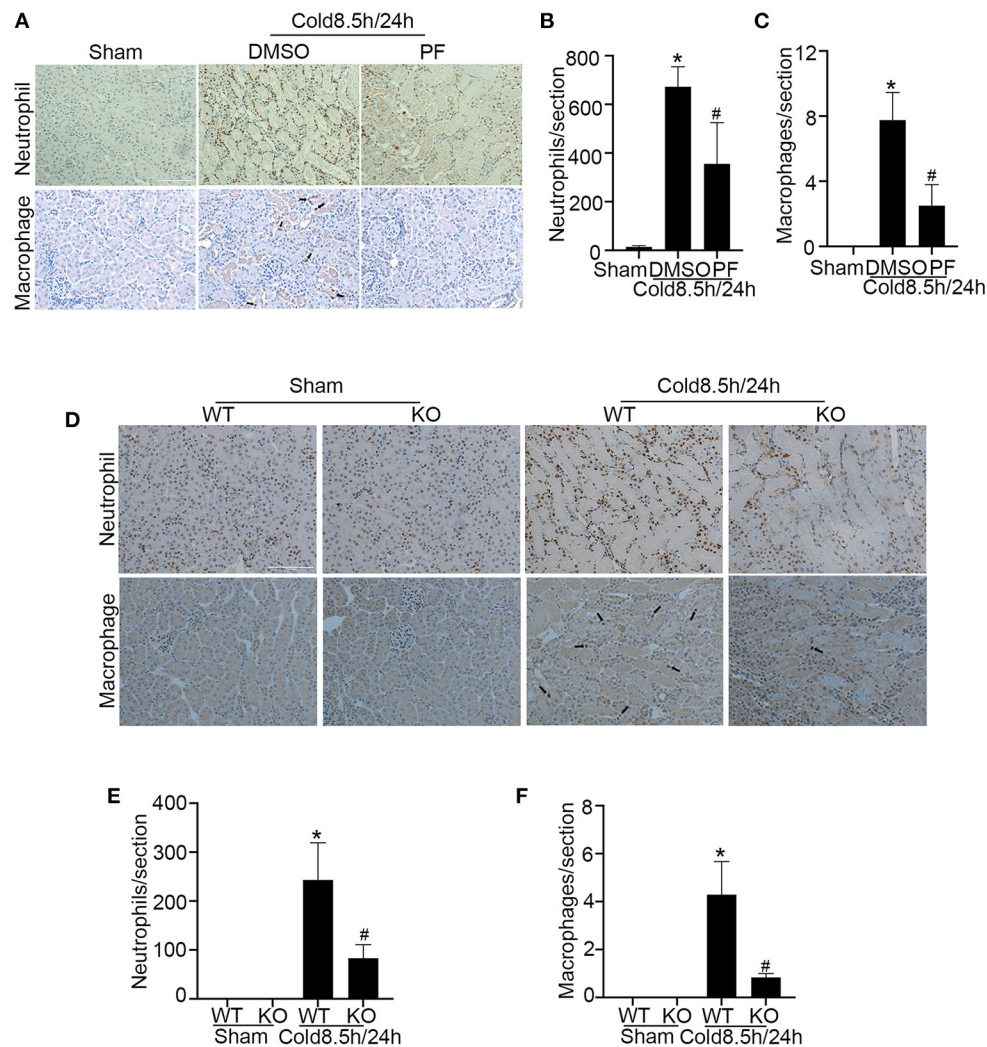 A
Cold8.5h/24h
Sham DMSO PF
Neutrophil
Macrophage
B
Neutrophils/section
800
600
400
200
0
*
#
Sham DMSO PF
Cold8.5h/24h
C
Macrophages/section
12
8
4
0
*
#
Sham DMSO PF
Cold8.5h/24h
D
Sham Cold8.5h/24h
WT KO WT KO
Neutrophil
Macrophage
E
Neutrophils/section
400
300
200
100
0
*
#
WT KO WT KO
Sham Cold8.5h/24h
F
Macrophages/section
8
6
4
2
0
*
#
WT KO WT KO
Sham Cold8.5h/24h